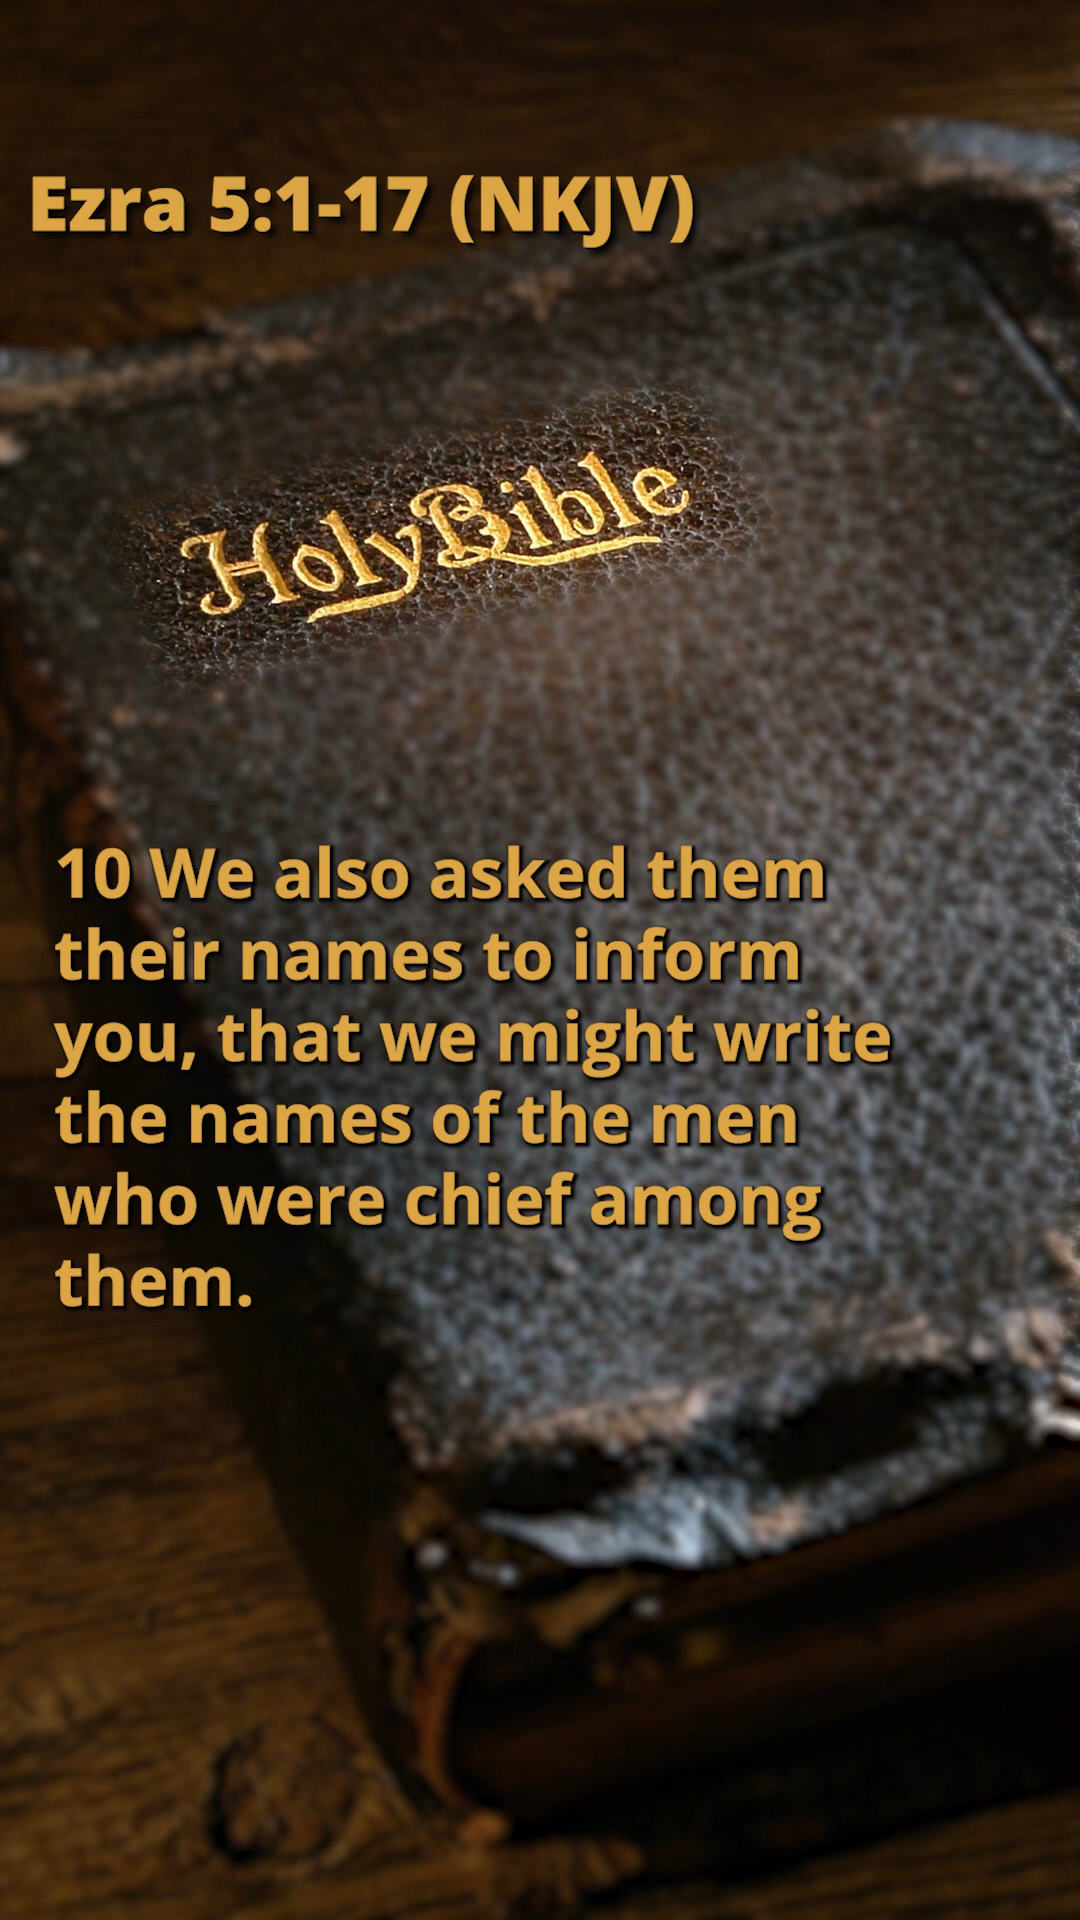 Ezra 5:1-17 (NKJV)
Holy Bible
10 We also asked them
their names to inform
you, that we might write
the names of the men
who were chief among
them.